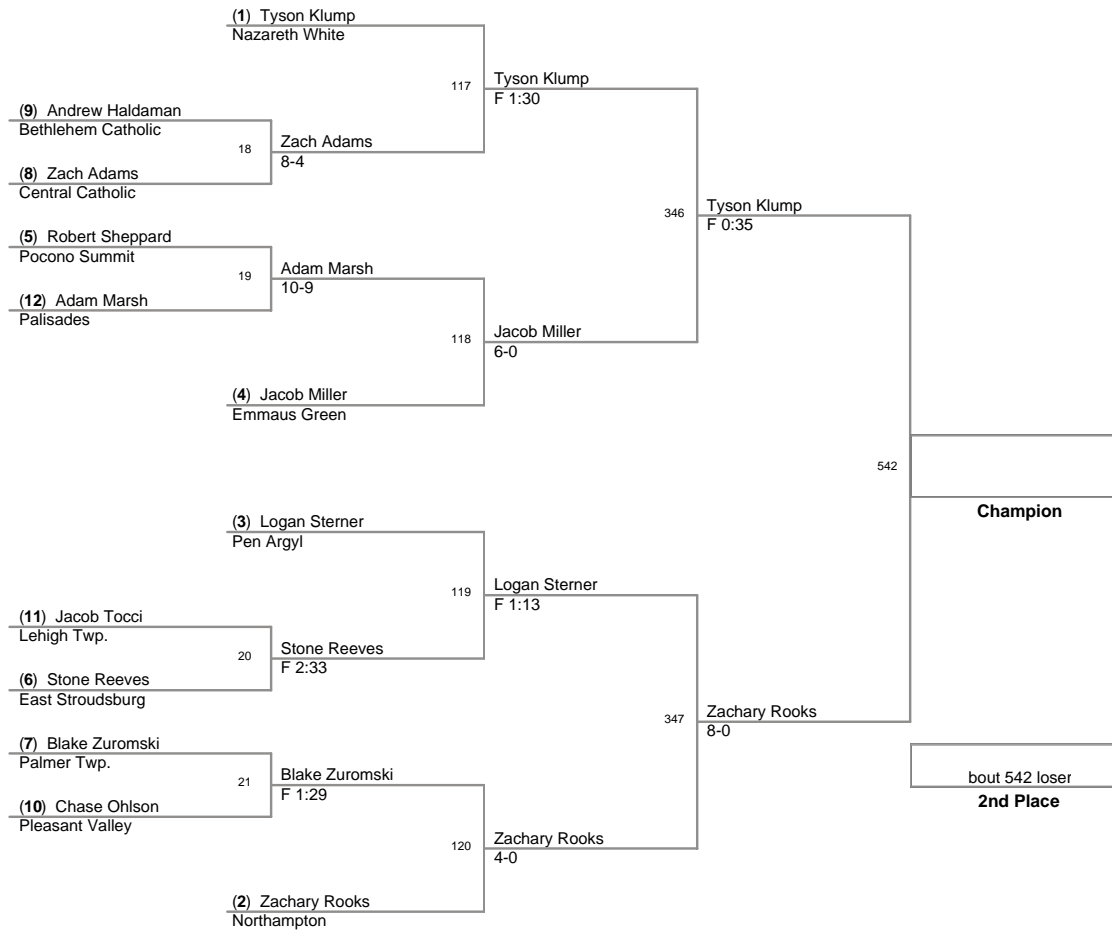 (1) Tyson Klump
Nazareth White
117
Tyson Klump
F 1:30
(9) Andrew Haldaman
Bethlehem Catholic
18
Zach Adams
8-4
(8) Zach Adams
Central Catholic
346
Tyson Klump
F 0:35
(5) Robert Sheppard
Pocono Summit
19
Adam Marsh
10-9
(12) Adam Marsh
Palisades
118
Jacob Miller
6-0
(4) Jacob Miller
Emmaus Green
542
Champion
(3) Logan Sterner
Pen Argyl
119
Logan Sterner
F 1:13
(11) Jacob Tocci
Lehigh Twp.
20
Stone Reeves
F 2:33
(6) Stone Reeves
East Stroudsburg
347
Zachary Rooks
8-0
(7) Blake Zuromski
Palmer Twp.
21
Blake Zuromski
F 1:29
(10) Chase Ohlson
Pleasant Valley
bout 542 loser
2nd Place
120
Zachary Rooks
4-0
(2) Zachary Rooks
Northampton